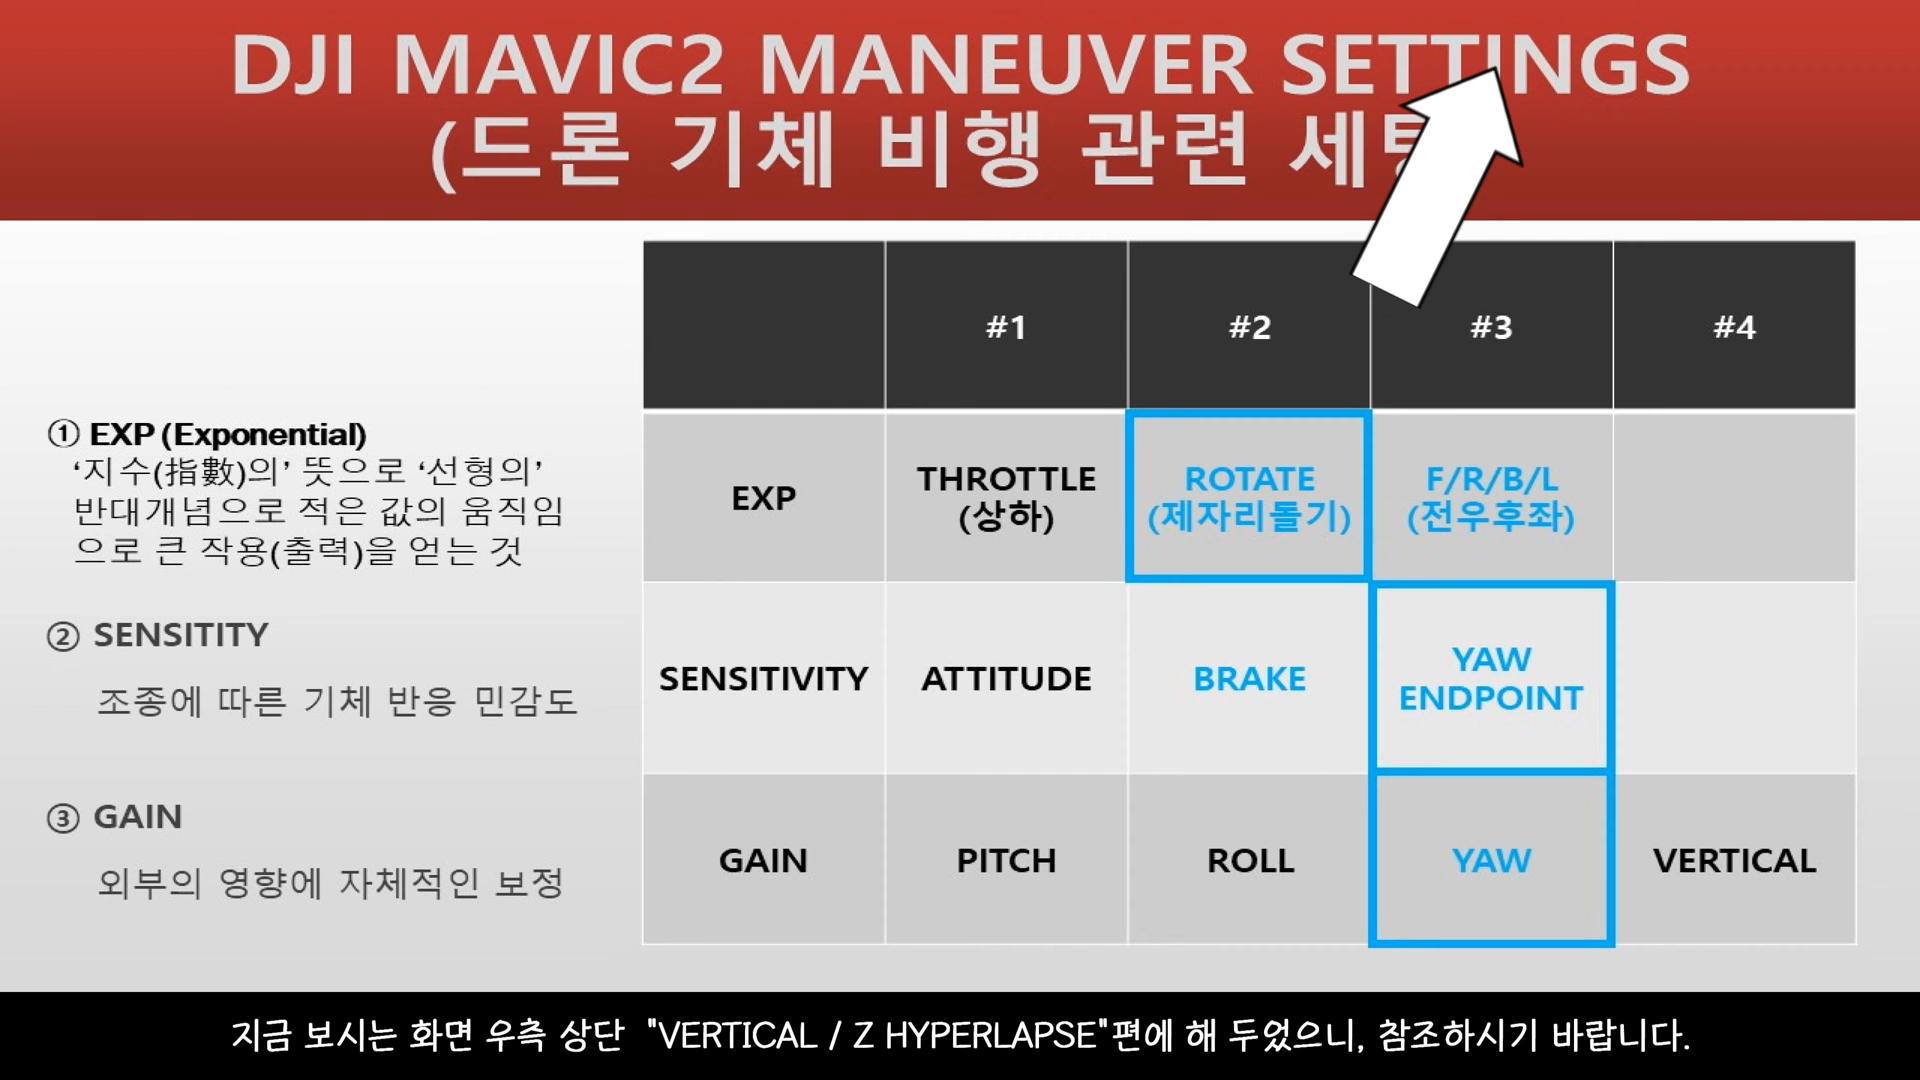 DJI MAVIC2 MANEUVER SETTINGS
(드론 기체 비행 관련 세팅
① EXP (Exponential)
‘지수(指數)의’ 뜻으로 ‘선형의’
반대개념으로 적은 값의 움직임
으로 큰 작용(출력)을 얻는 것
② SENSITITY
조종에 따른 기체 반응 민감도
③ GAIN
외부의 영향에 자체적인 보정
#1 #2 #3 #4
EXP THROTTLE (상하) ROTATE (제자리돌기) F/R/B/L (전우후좌)
SENSITIVITY ATTITUDE BRAKE YAW ENDPOINT
GAIN PITCH ROLL YAW VERTICAL
지금 보시는 화면 우측 상단 "VERTICAL / Z HYPERLAPSE"편에 해 두었으니, 참조하시기 바랍니다.